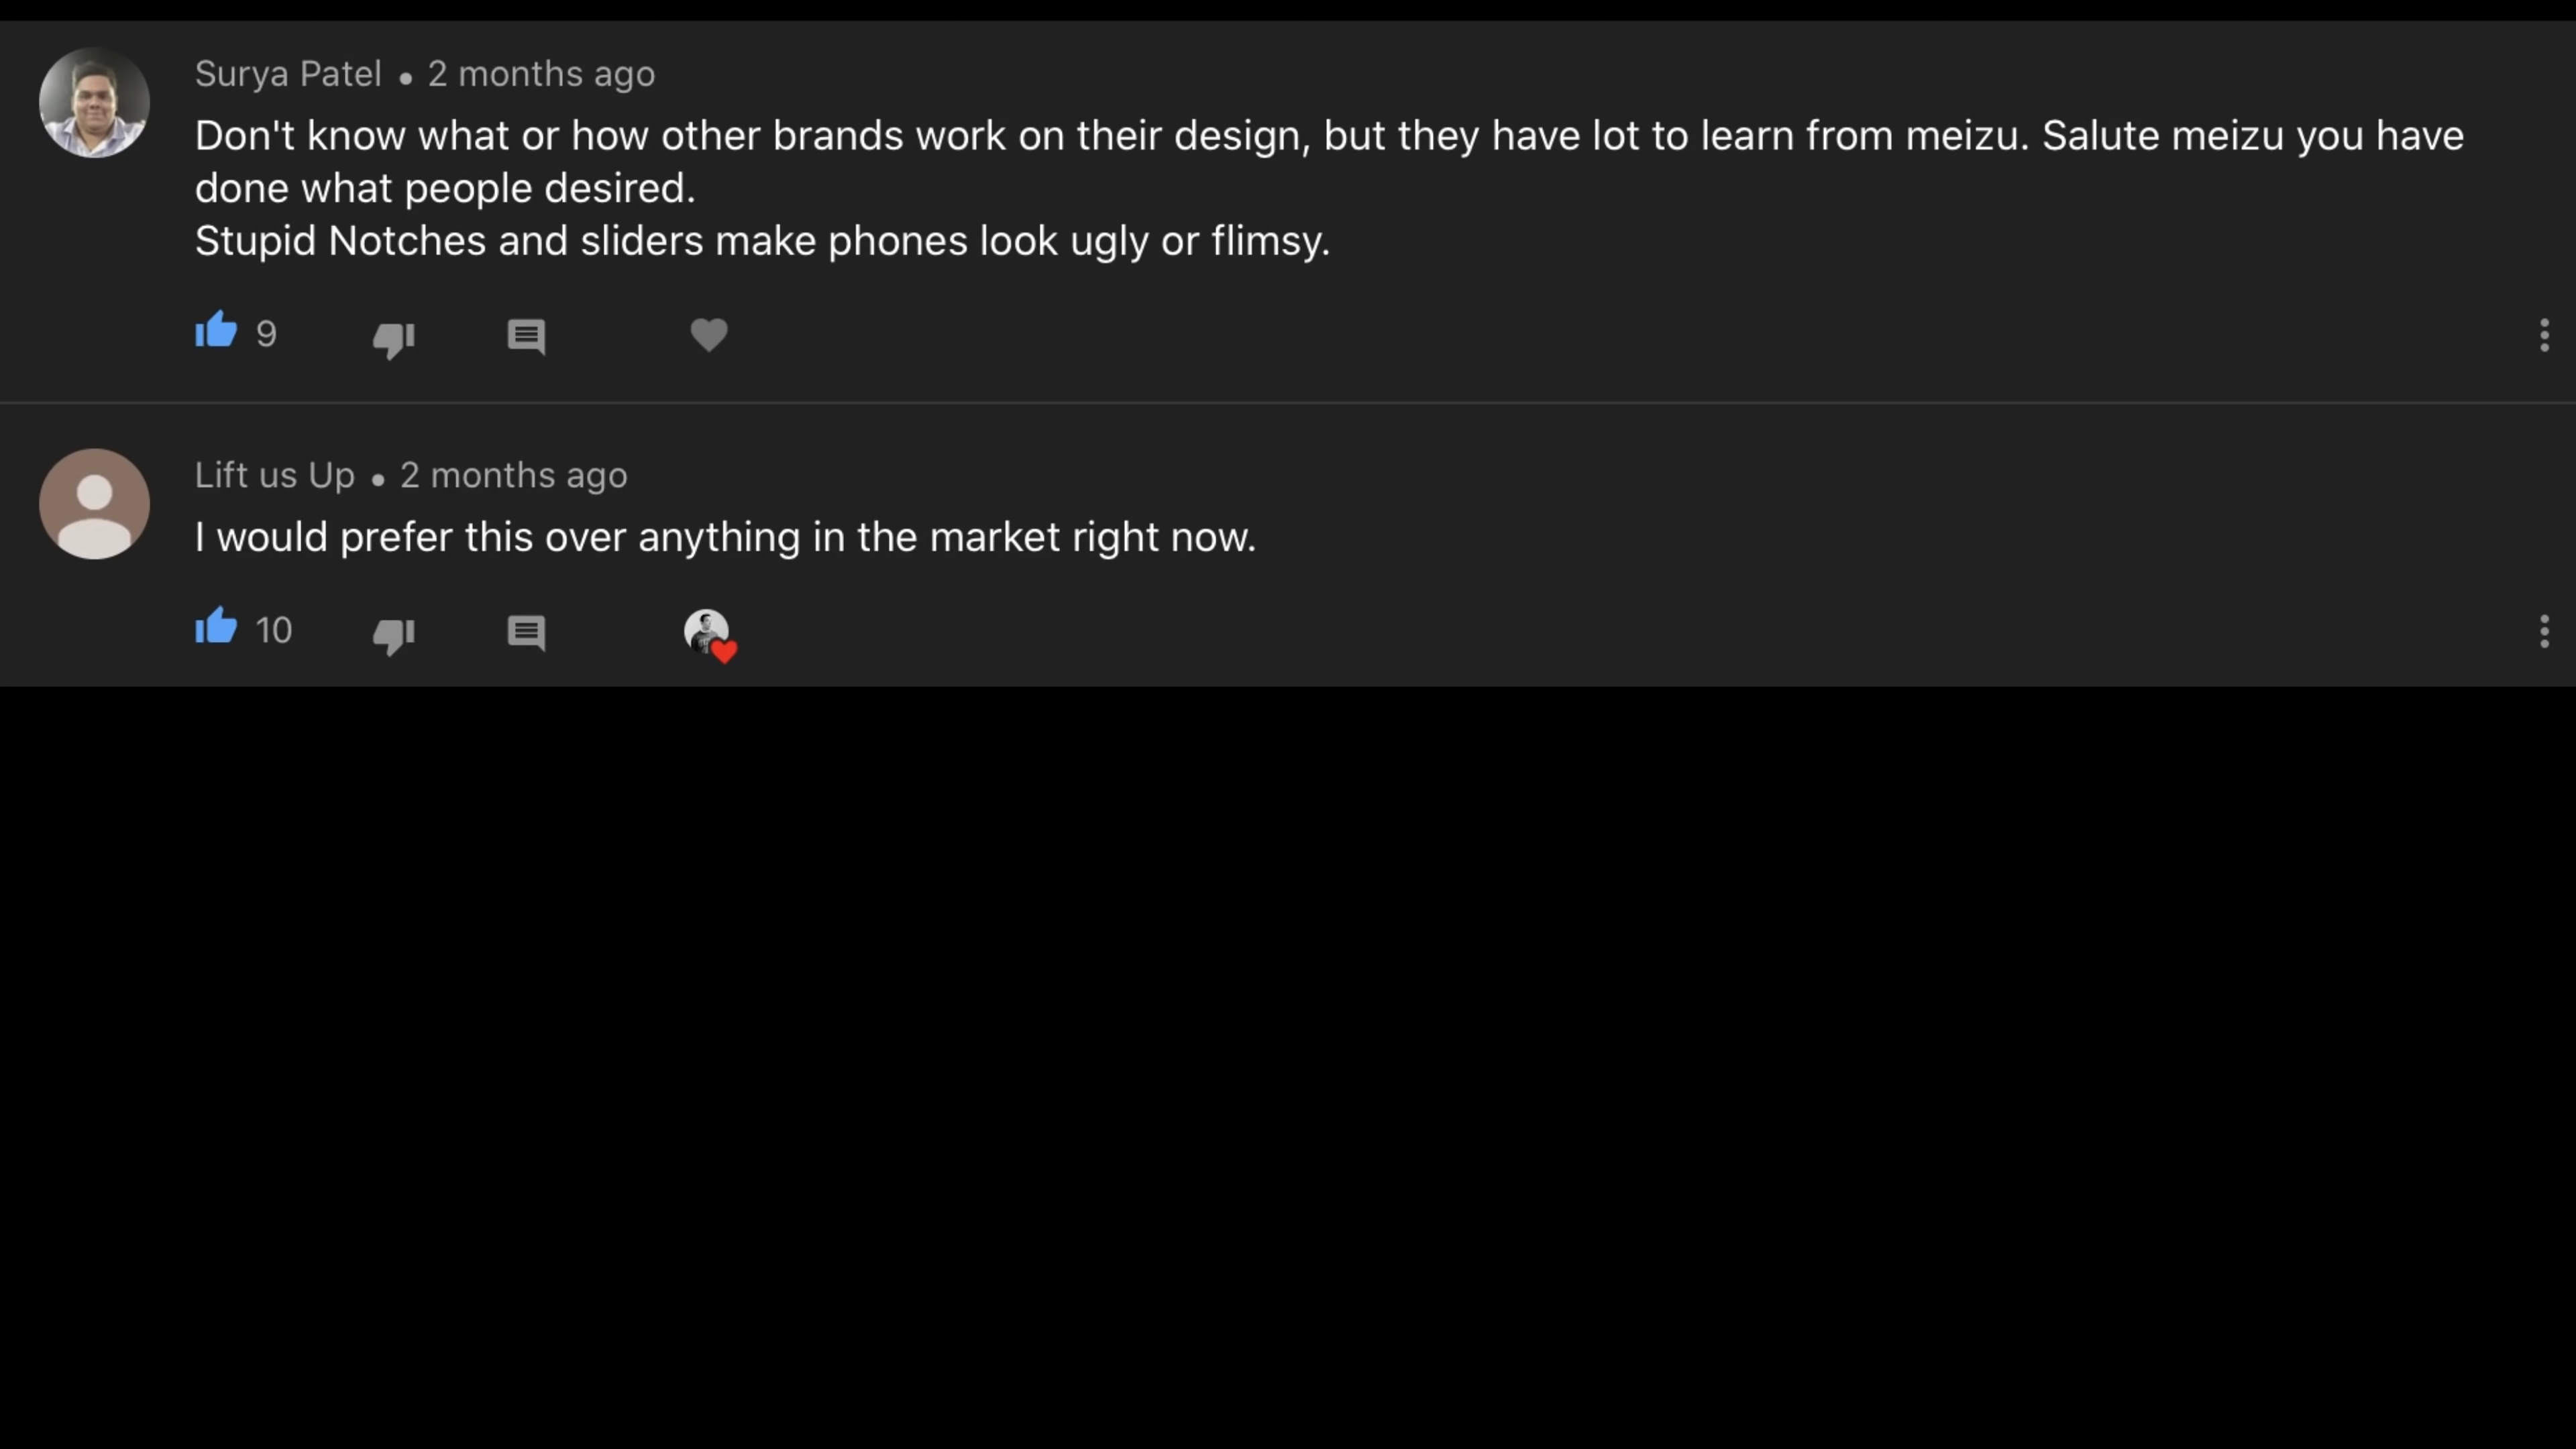 Surya Patel • 2 months ago
Don't know what or how other brands work on their design, but they have lot to learn from meizu. Salute meizu you have
done what people desired.
Stupid Notches and sliders make phones look ugly or flimsy.
9
Lift us Up • 2 months ago
I would prefer this over anything in the market right now.
10